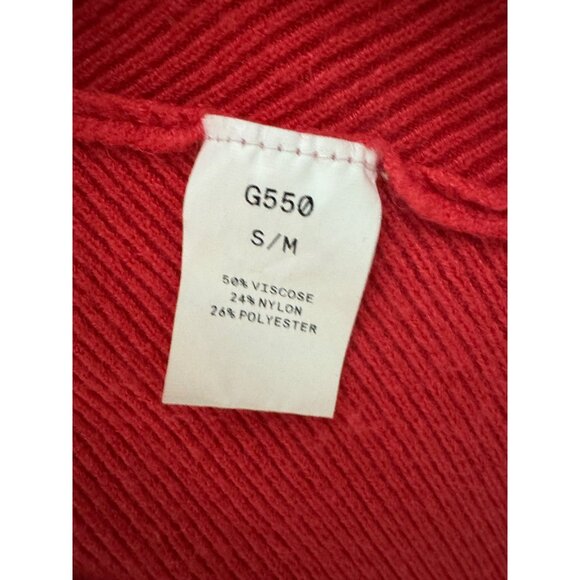 G550
S/M
50% VISCOSE
24% NYLON
26% POLYESTER